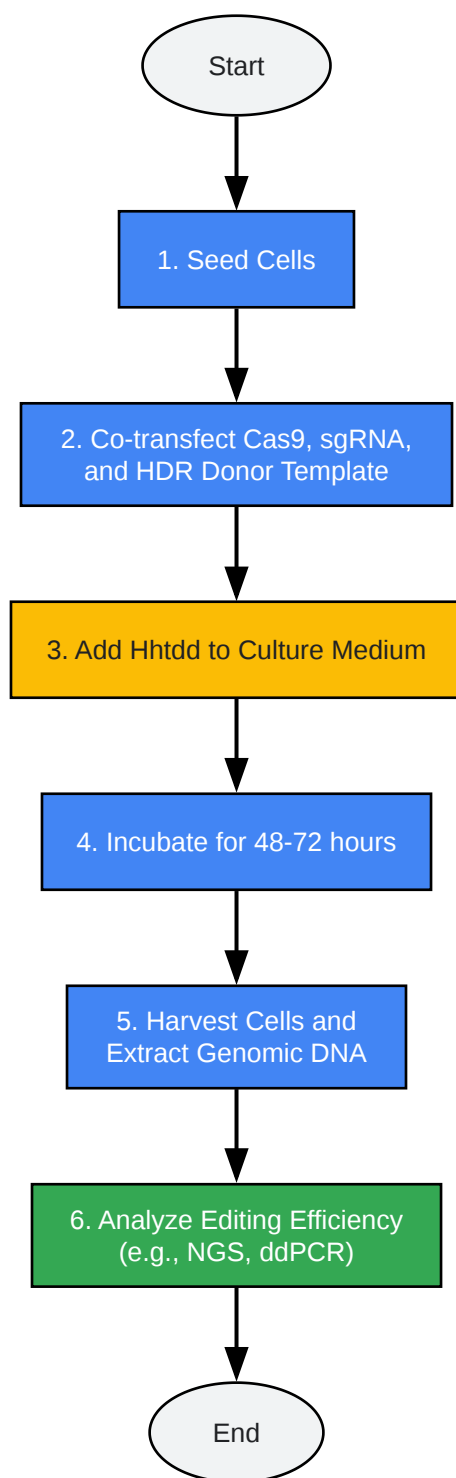 Start
1. Seed Cells
2. Co-transfect Cas9, sgRNA,
and HDR Donor Template
3. Add Hhtdd to Culture Medium
4. Incubate for 48-72 hours
5. Harvest Cells and
Extract Genomic DNA
6. Analyze Editing Efficiency
(e.g., NGS, ddPCR)
End